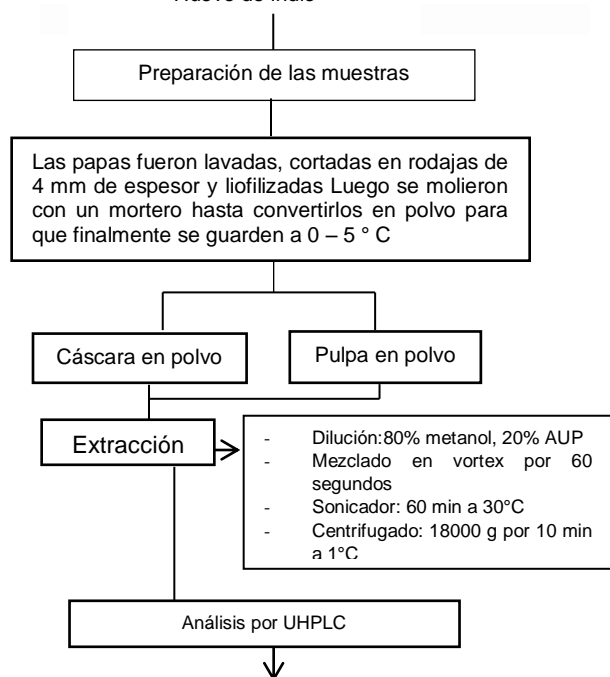 Preparación de las muestras
Las papas fueron lavadas, cortadas en rodajas de
4 mm de espesor y liofilizadas Luego se molieron
con un mortero hasta convertirlos en polvo para
que finalmente se guarden a 0 – 5 ° C
Cáscara en polvo
Pulpa en polvo
Extracción
- Dilución:80% metanol, 20% AUP
- Mezclado en vortex por 60
segundos
- Sonicador: 60 min a 30°C
- Centrifugado: 18000 g por 10 min
a 1°C
Análisis por UHPLC